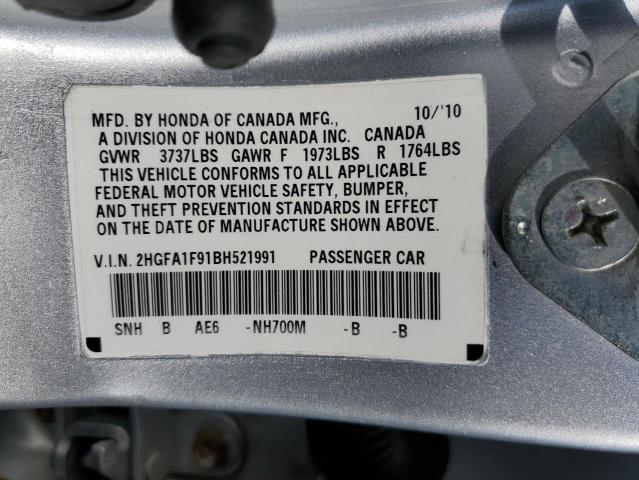 MFD. BY HONDA OF CANADA MFG., 10/'10
A DIVISION OF HONDA CANADA INC. CANADA
GVWR 3737LBS GAWR F 1973LBS R 1764LBS
THIS VEHICLE CONFORMS TO ALL APPLICABLE
FEDERAL MOTOR VEHICLE SAFETY, BUMPER,
AND THEFT PREVENTION STANDARDS IN EFFECT
ON THE DATE OF MANUFACTURE SHOWN ABOVE.
V.I.N. 2HGFA1F91BH521991 PASSENGER CAR
SNH B AE6 -NH700M -B -B